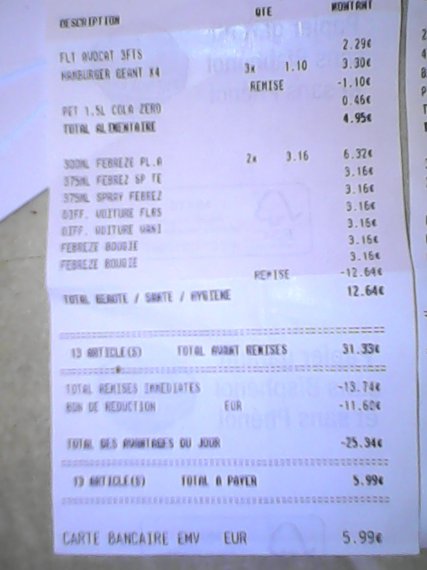 DESCRIPTION QTE MONTANT
FLT AVOCAT 3FTS 2.29€
HAMBURGER GEANT X4 3x 1.10 3.30€
REMISE -1.10€
PET 1.5L COLA ZERO 0.46€
TOTAL ALIMENTAIRE 4.95€
300ML FEBREZE PL.A 2x 3.16 6.32€
375ML FEBREZ SP TE 3.16€
375ML SPRAY FEBREZ 3.16€
DIFF. VOITURE FLRS 3.16€
DIFF. VOITURE VANI 3.16€
FEBREZE BOUGIE 3.16€
FEBREZE BOUGIE 3.16€
REMISE -12.64€
TOTAL BEAUTE / SANTE / HYGIENE 12.64€
13 ARTICLE(S) TOTAL AVANT REMISES 31.33€
TOTAL REMISES IMMEDIATES -13.74€
BON DE REDUCTION EUR -11.60€
TOTAL DES AVANTAGES DU JOUR -25.34€
13 ARTICLE(S) TOTAL A PAYER 5.99€
CARTE BANCAIRE EMV EUR 5.99€